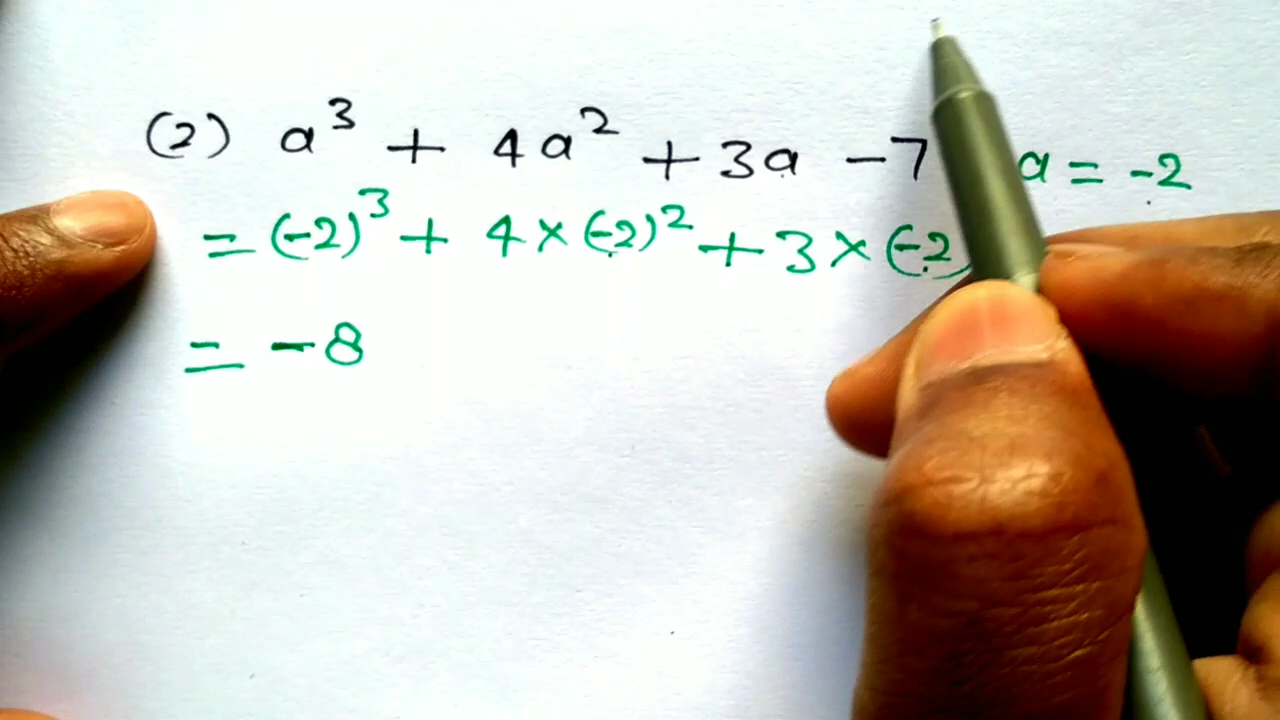 (2) a³ + 4a² + 3a - 7 a = -2
= (-2)³ + 4 × (-2)² + 3 × (-2)
= -8